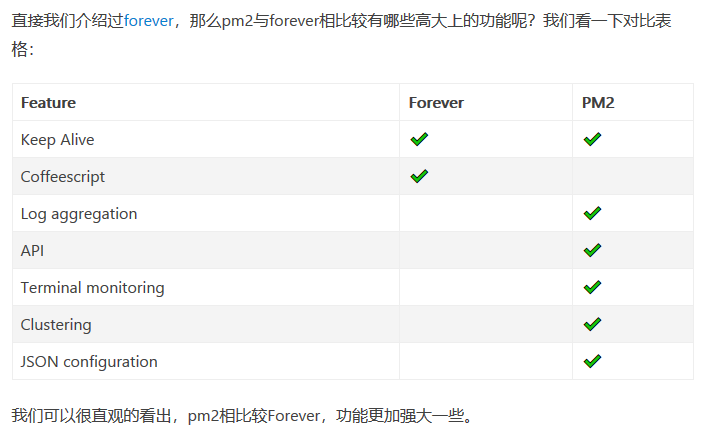 直接我们介绍过forever，那么pm2与forever相比较有哪些高大上的功能呢？我们看一下对比表
格：
Feature Forever PM2
Keep Alive ✔ ✔
Coffeescript ✔
Log aggregation ✔
API ✔
Terminal monitoring ✔
Clustering ✔
JSON configuration ✔
我们可以很直观的看出，pm2相比较Forever，功能更加强大一些。